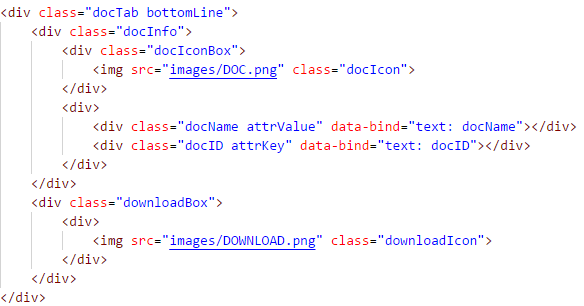 <div class="docTab bottomLine">
    <div class="docInfo">
        <div class="docIconBox">
            <img src="images/DOC.png" class="docIcon">
        </div>
        <div>
            <div class="docName attrValue" data-bind="text: docName"></div>
            <div class="docID attrKey" data-bind="text: docID"></div>
        </div>
    </div>
    <div class="downloadBox">
        <div>
            <img src="images/DOWNLOAD.png" class="downloadIcon">
        </div>
    </div>
</div>